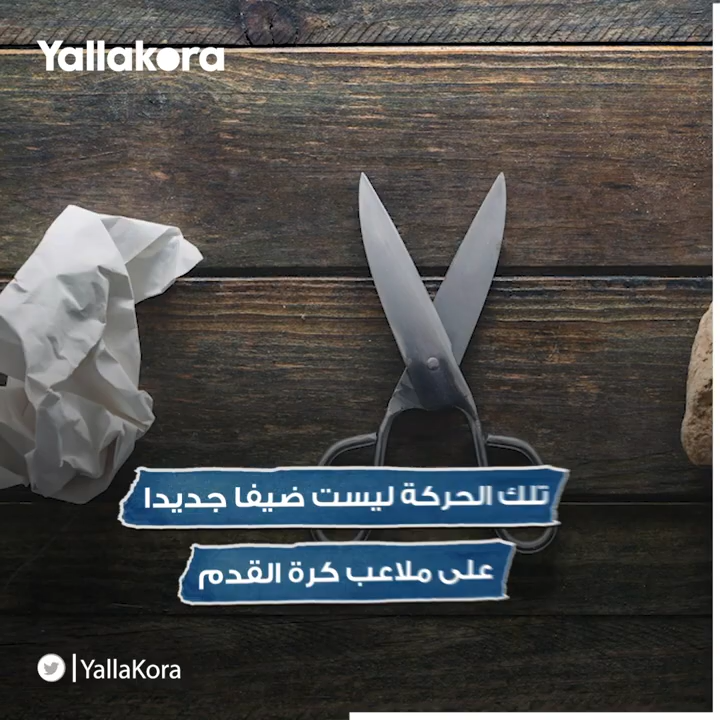 Yallakora
تلك الحركة ليست ضيفا جديدا
على ملاعب كرة القدم
YallaKora